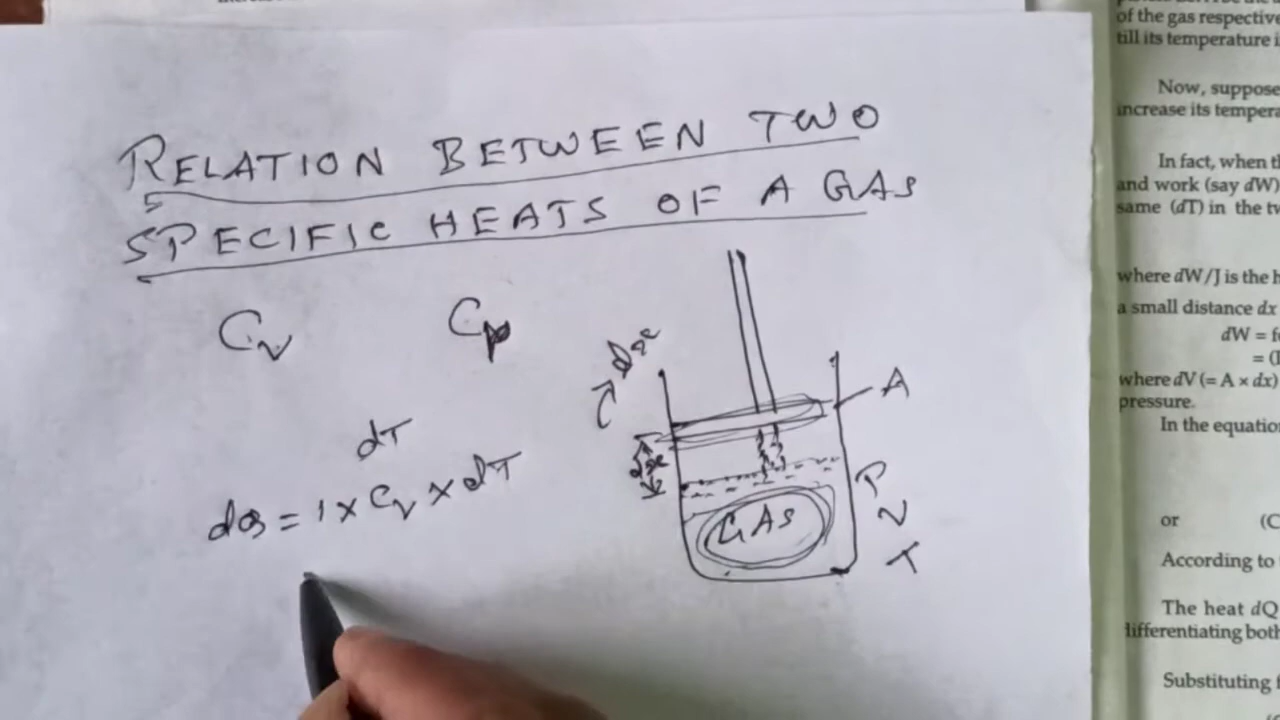 RELATION BETWEEN TWO
SPECIFIC HEATS OF A GAS
Cv Cp
dx
A
dT
dx
dQ = 1 × Cv × dT
GAS
P
V
T
of the gas respective
till its temperature i
Now, suppose
increase its tempera
In fact, when th
and work (say dW)
same (dT) in the tw
where dW/J is the h
a small distance dx
dW = fo
= (I
where dV (= A × dx)
pressure.
In the equatio
or (C
According to
The heat dQ
differentiating both
Substituting f